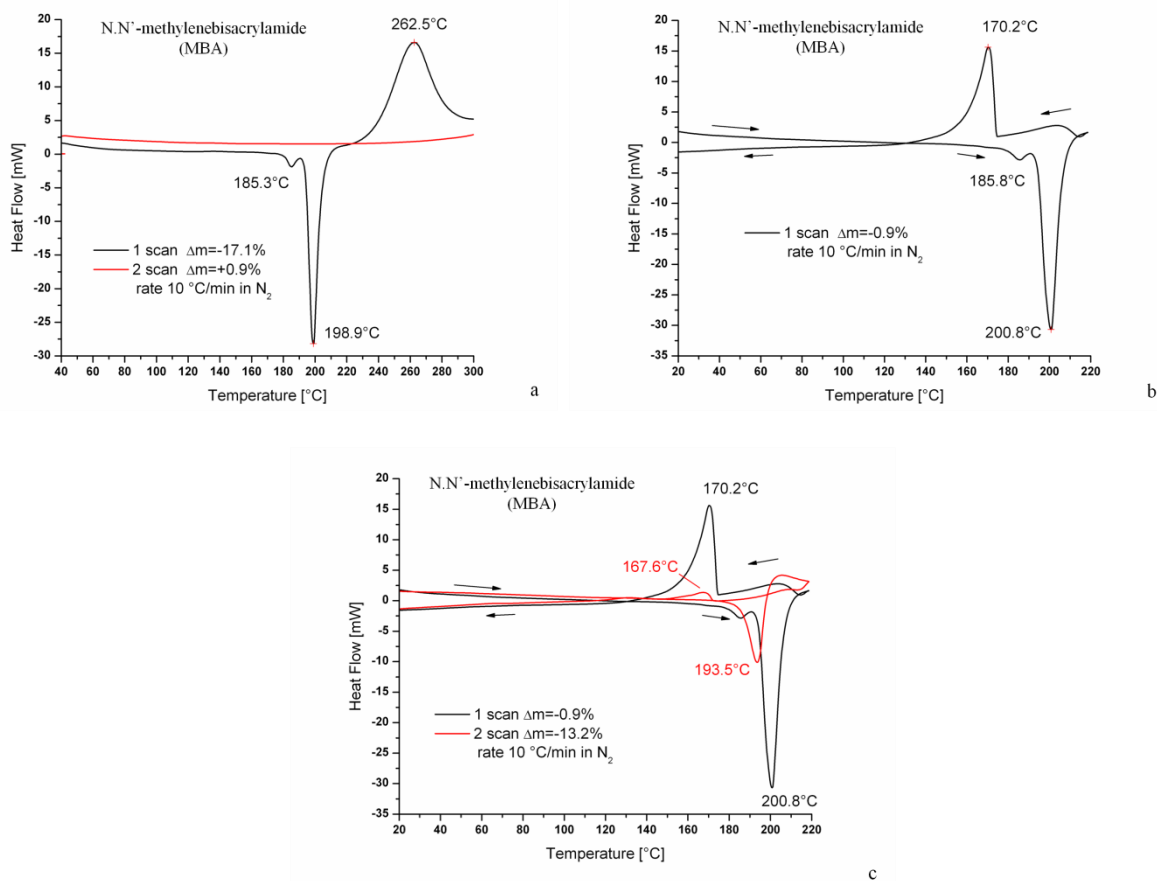 N.N'-methylenebisacrylamide
(MBA)
262.5°C
185.3°C
198.9°C
1 scan Δm=-17.1%
2 scan Δm=+0.9%
rate 10 °C/min in N2
Heat Flow [mW]
20
15
10
5
0
-5
-10
-15
-20
-25
-30
40 60 80 100 120 140 160 180 200 220 240 260 280 300
Temperature [°C]
a
N.N'-methylenebisacrylamide
(MBA)
170.2°C
185.8°C
200.8°C
1 scan Δm=-0.9%
rate 10 °C/min in N2
Heat Flow [mW]
20
15
10
5
0
-5
-10
-15
-20
-25
-30
-35
20 40 60 80 100 120 140 160 180 200 220
Temperature [°C]
b
N.N'-methylenebisacrylamide
(MBA)
170.2°C
167.6°C
193.5°C
200.8°C
1 scan Δm=-0.9%
2 scan Δm=-13.2%
rate 10 °C/min in N2
Heat Flow [mW]
20
15
10
5
0
-5
-10
-15
-20
-25
-30
-35
20 40 60 80 100 120 140 160 180 200 220
Temperature [°C]
c